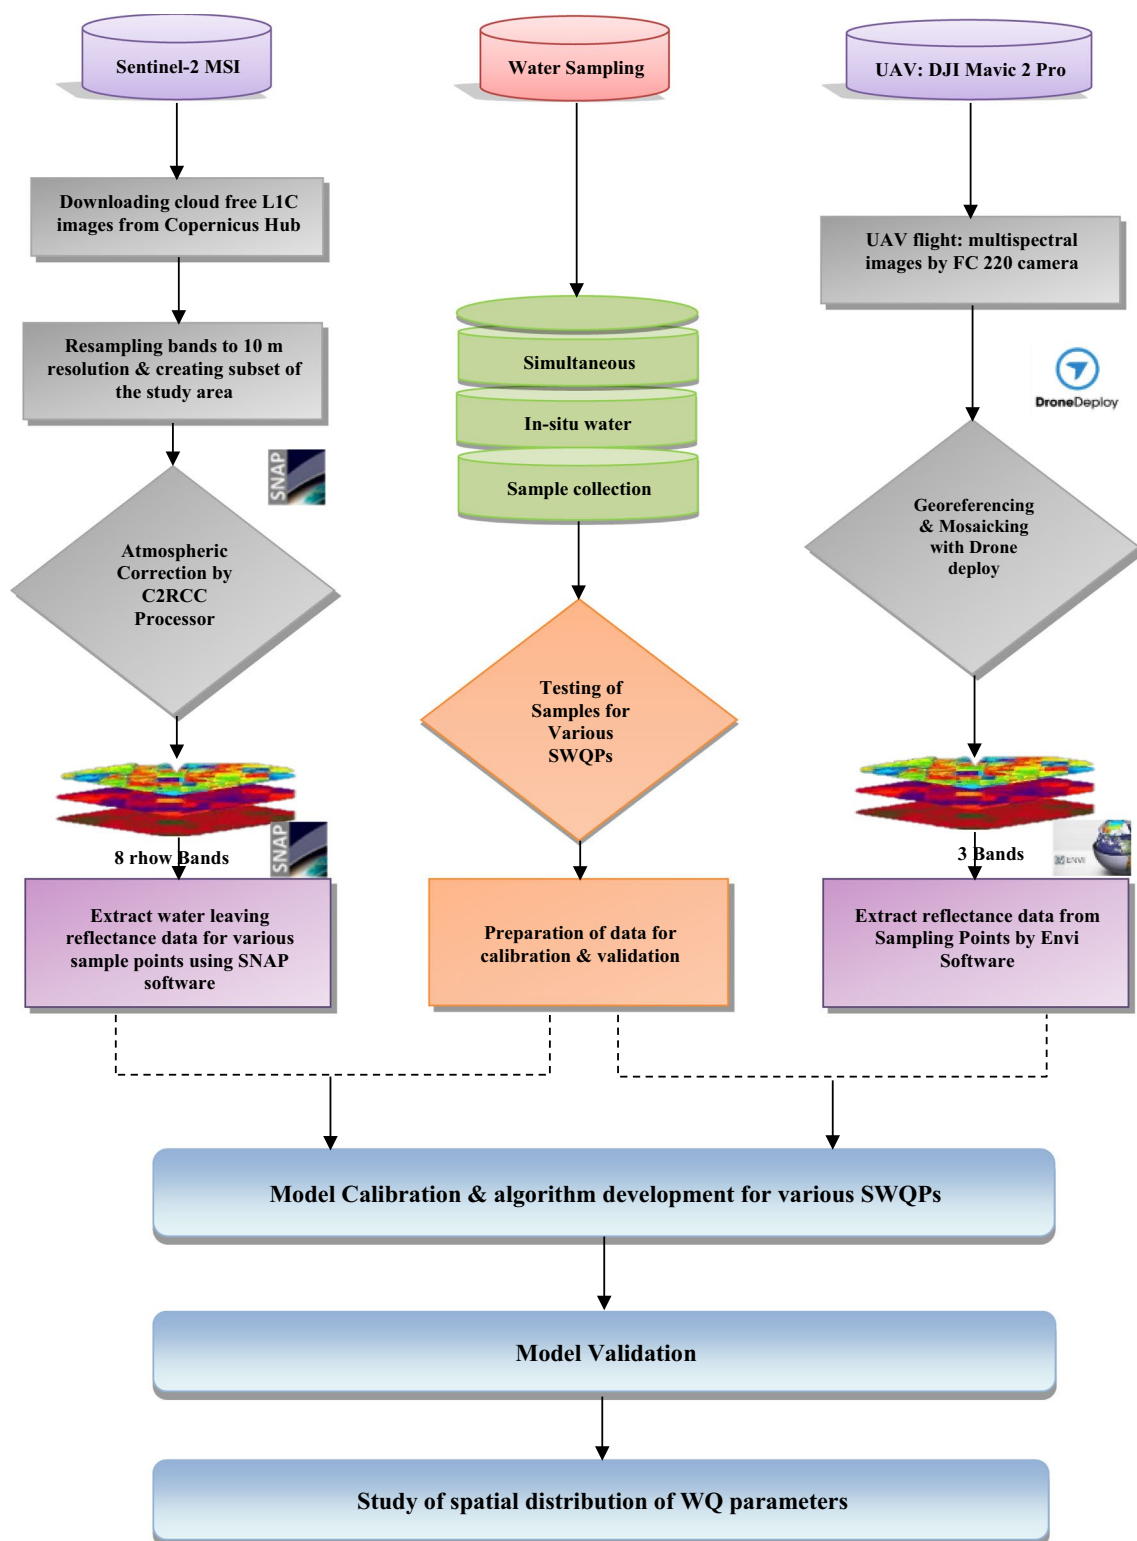 Sentinel-2 MSI
Water Sampling
UAV: DJI Mavic 2 Pro
Downloading cloud free L1C
images from Copernicus Hub
UAV flight: multispectral
images by FC 220 camera
Resampling bands to 10 m
resolution & creating subset of
the study area
Simultaneous
In-situ water
Sample collection
DroneDeploy
SNAP
Atmospheric
Correction by
C2RCC
Processor
Georeferencing
& Mosaicking
with Drone
deploy
Testing of
Samples for
Various
SWQPs
8 rhow Bands
SNAP
3 Bands
ENVI
Extract water leaving
reflectance data for various
sample points using SNAP
software
Preparation of data for
calibration & validation
Extract reflectance data from
Sampling Points by Envi
Software
Model Calibration & algorithm development for various SWQPs
Model Validation
Study of spatial distribution of WQ parameters